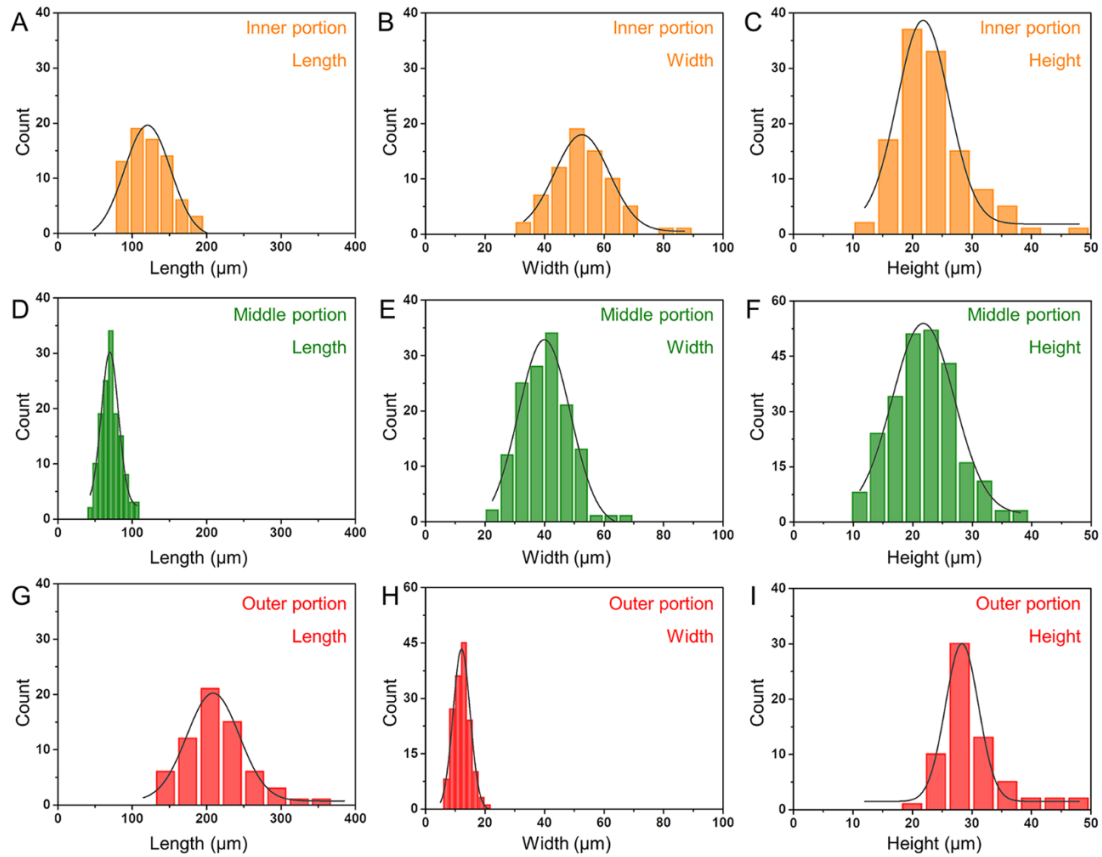 A
Inner portion
Length
Count
40
30
20
10
0
0 100 200 300 400
Length (µm)
B
Inner portion
Width
Count
40
30
20
10
0
0 20 40 60 80 100
Width (µm)
C
Inner portion
Height
Count
40
30
20
10
0
0 10 20 30 40 50
Height (µm)
D
Middle portion
Length
Count
40
30
20
10
0
0 100 200 300 400
Length (µm)
E
Middle portion
Width
Count
40
30
20
10
0
0 20 40 60 80 100
Width (µm)
F
Middle portion
Height
Count
60
45
30
15
0
0 10 20 30 40 50
Height (µm)
G
Outer portion
Length
Count
40
30
20
10
0
0 100 200 300 400
Length (µm)
H
Outer portion
Width
Count
60
45
30
15
0
0 20 40 60 80 100
Width (µm)
I
Outer portion
Height
Count
40
30
20
10
0
0 10 20 30 40 50
Height (µm)